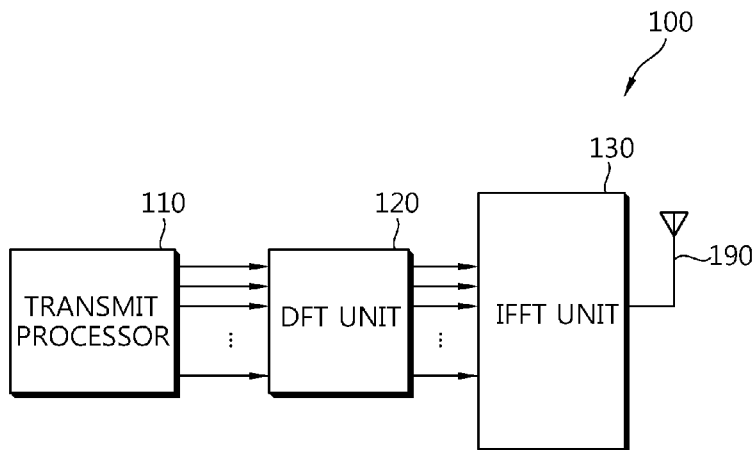 100
130
110
120
190
TRANSMIT
PROCESSOR
DFT UNIT
IFFT UNIT
...
...